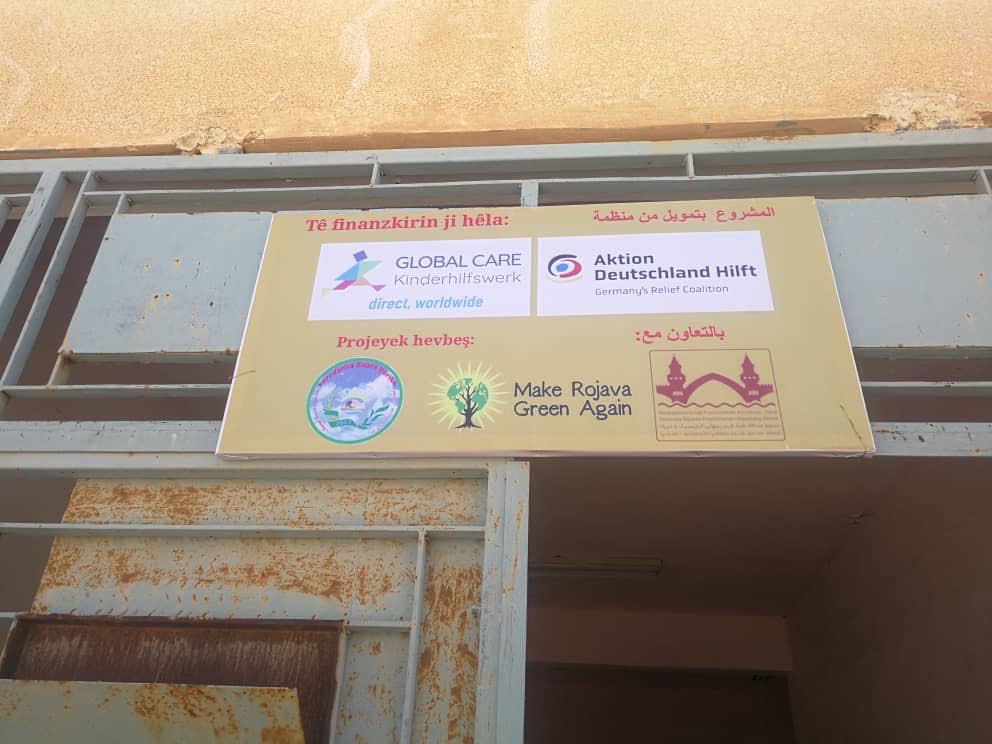 Tê finanzkirin ji hêla:
المشروع بتمويل من منظمة
GLOBAL CARE
Kinderhilfswerk
direct, worldwide
Aktion
Deutschland Hilft
Germany's Relief Coalition
Projeyek hevbeş:
بالتعاون مع:
Make Rojava
Green Again